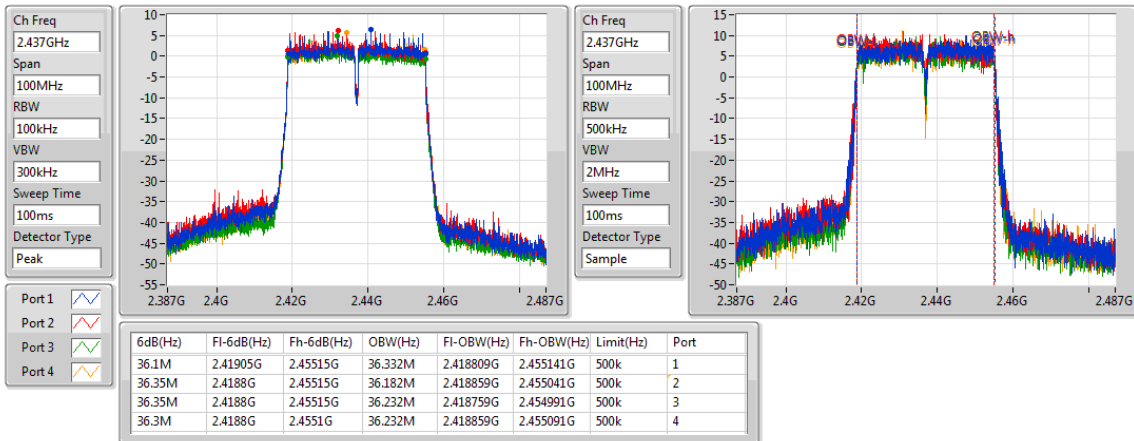 Ch Freq
2.437GHz
Span
100MHz
RBW
100kHz
VBW
300kHz
Sweep Time
100ms
Detector Type
Peak
15
10
5
0
-5
-10
-15
-20
-25
-30
-35
-40
-45
-50
-55
2.387G 2.4G 2.42G 2.44G 2.46G 2.487G
Ch Freq
2.437GHz
Span
100MHz
RBW
500kHz
VBW
2MHz
Sweep Time
100ms
Detector Type
Sample
15
10
5
0
-5
-10
-15
-20
-25
-30
-35
-40
-45
-50
OBW-l OBW-h
2.387G 2.4G 2.42G 2.44G 2.46G 2.487G
Port 1
Port 2
Port 3
Port 4
6dB(Hz) Fl-6dB(Hz) Fh-6dB(Hz) OBW(Hz) Fl-OBW(Hz) Fh-OBW(Hz) Limit(Hz) Port
36.1M 2.41905G 2.45515G 36.332M 2.418809G 2.455141G 500k 1
36.35M 2.4188G 2.45515G 36.182M 2.418859G 2.455041G 500k 2
36.35M 2.4188G 2.45515G 36.232M 2.418759G 2.454991G 500k 3
36.3M 2.4188G 2.4551G 36.232M 2.418859G 2.455091G 500k 4